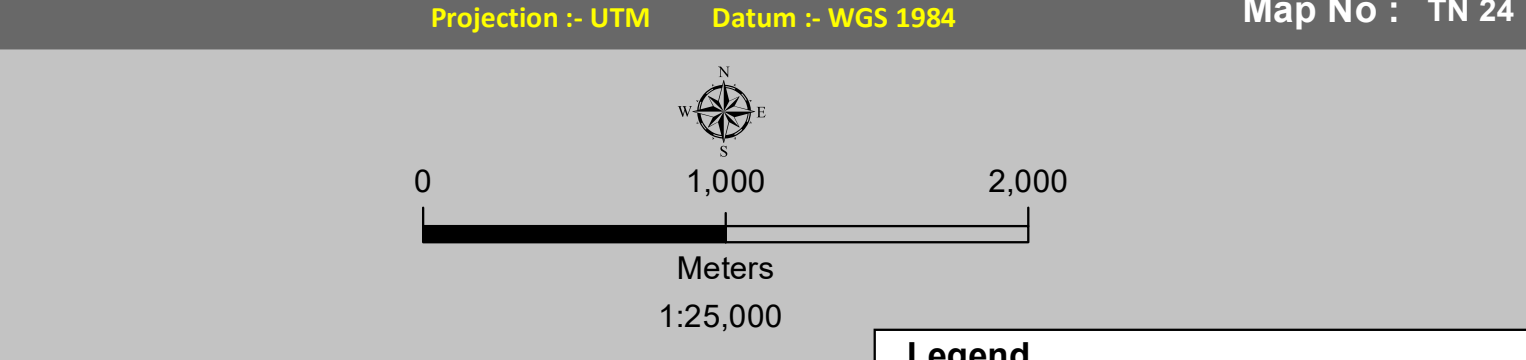 Projection :- UTM Datum :- WGS 1984 Map No : TN 24
N
W E
S
0 1,000 2,000
Meters
1:25,000
Legend